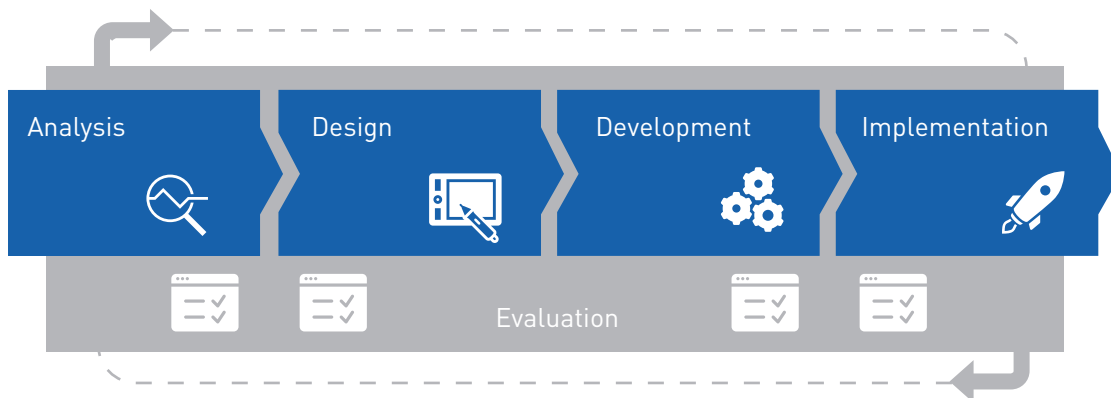 Analysis
Design
Development
Implementation
Evaluation